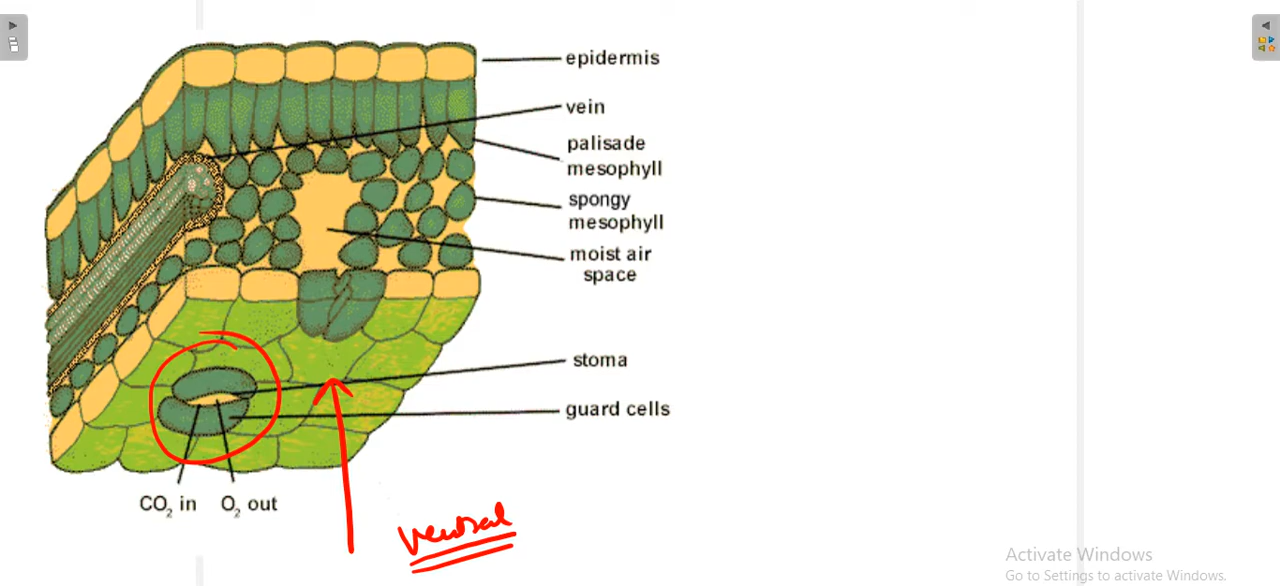 epidermis
vein
palisade
mesophyll
spongy
mesophyll
moist air
space
stoma
guard cells
CO₂ in O₂ out
ventral
Activate Windows
Go to Settings to activate Windows.